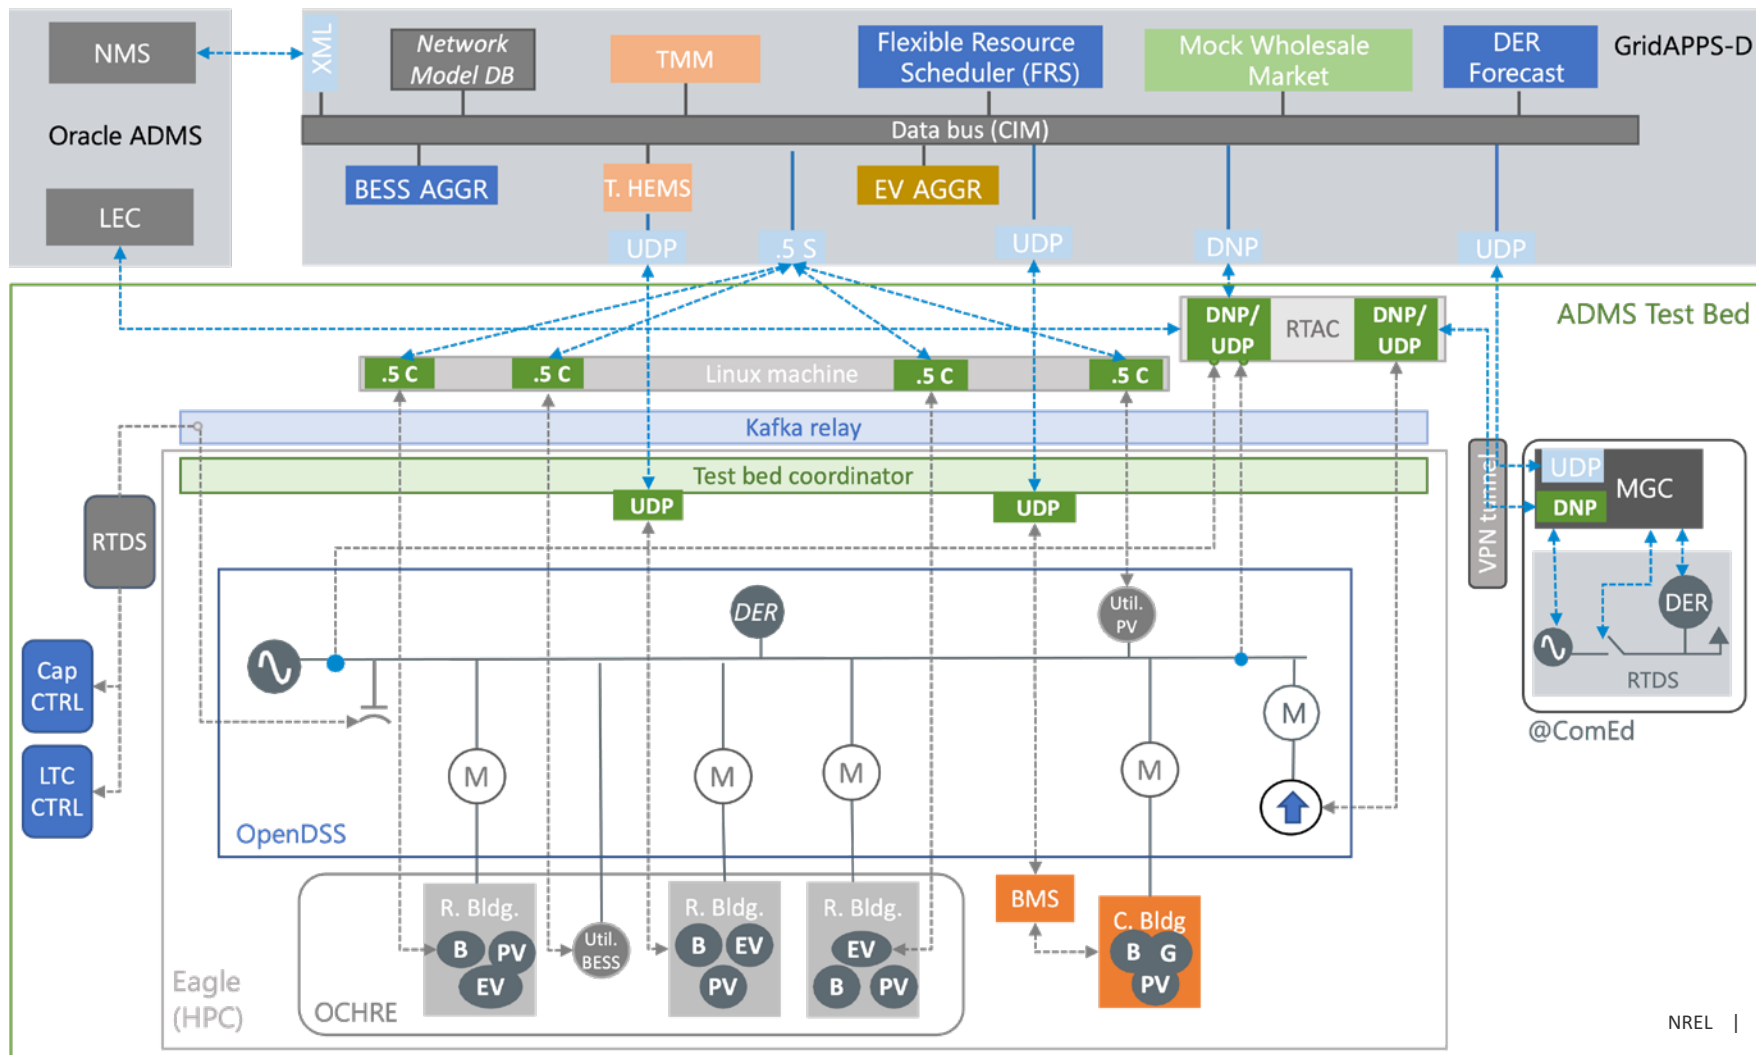 NMS
XML
Network
Model DB
TMM
Flexible Resource
Scheduler (FRS)
Mock Wholesale
Market
DER
Forecast
GridAPPS-D
Oracle ADMS
Data bus (CIM)
LEC
BESS AGGR
T. HEMS
EV AGGR
UDP
.5 S
UDP
DNP
UDP
ADMS Test Bed
DNP/
UDP
RTAC
DNP/
UDP
.5 C
.5 C
Linux machine
.5 C
.5 C
Kafka relay
Test bed coordinator
UDP
UDP
VPN tunnel
UDP
DNP
MGC
RTDS
DER
RTDS
@ComEd
DER
Util.
PV
Cap
CTRL
LTC
CTRL
M
M
M
M
M
OpenDSS
R. Bldg.
B
PV
EV
Util.
BESS
R. Bldg.
B
EV
PV
R. Bldg.
EV
B
PV
BMS
C. Bldg
B
G
PV
OCHRE
Eagle
(HPC)
NREL |